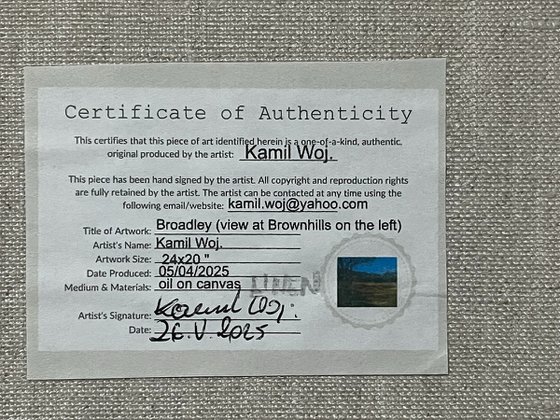 Certificate of Authenticity
This certifies that this piece of art identified herein is a one-of-a-kind, authentic,
original produced by the artist: Kamil Woj.
This piece has been hand signed by the artist. All copyright and reproduction rights
are fully retained by the artist. The artist can be contacted at any time using the
following email/website: kamil.woj@yahoo.com
Title of Artwork: Broadley (view at Brownhills on the left)
Artist's Name: Kamil Woj.
Artwork Size: 24x20 "
Date Produced: 05/04/2025
Medium & Materials: oil on canvas
Artist's Signature: Kamil Woj.
Date: 26.V.2025